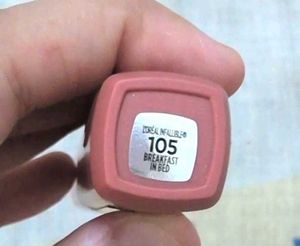 L'ORÉAL INFALLIBLE®
105
BREAKFAST
IN BED